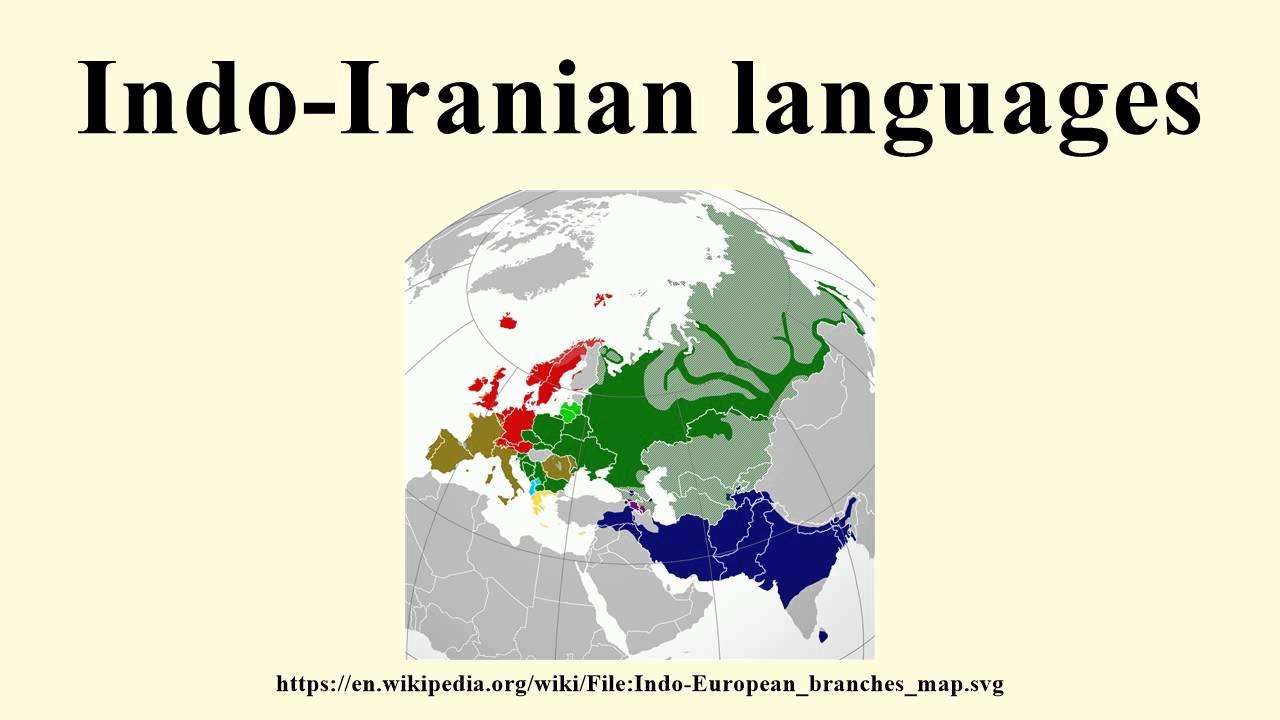 Indo-Iranian languages
https://en.wikipedia.org/wiki/File:Indo-European_branches_map.svg